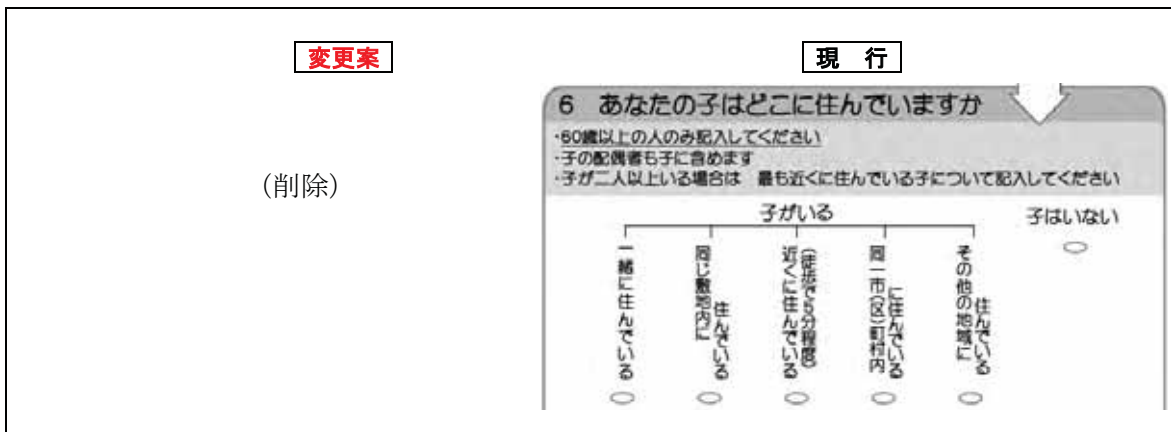 変更案
(削除)
現 行
6 あなたの子はどこに住んでいますか
・60歳以上の人のみ記入してください
・子の配偶者も子に含めます
・子が二人以上いる場合は 最も近くに住んでいる子について記入してください
子がいる
子はいない
一緒に住んでいる
同じ敷地内に
住んでいる
(徒歩で5分程度)
近くに住んでいる
同一市(区)町村内
に住んでいる
その他の地域に
住んでいる